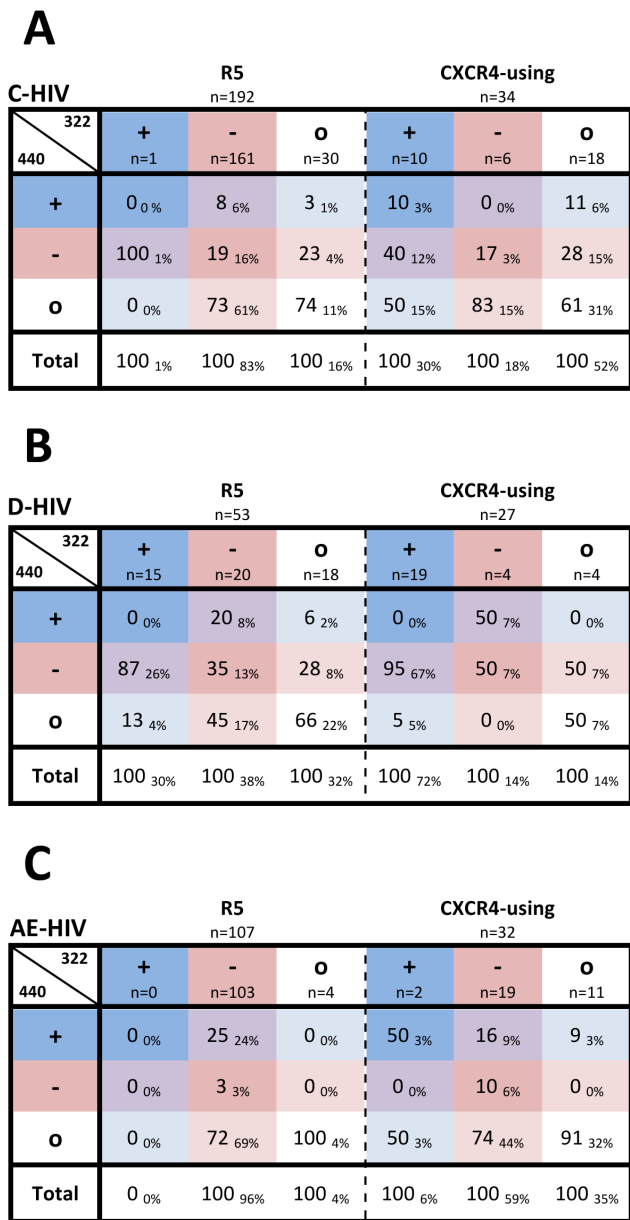 A
R5 CXCR4-using
C-HIV n=192 n=34
322 + - o + - o
440 n=1 n=161 n=30 n=10 n=6 n=18
+ 0 0 % 8 6% 3 1% 10 3% 0 0% 11 6%
- 100 1% 19 16% 23 4% 40 12% 17 3% 28 15%
o 0 0% 73 61% 74 11% 50 15% 83 15% 61 31%
Total 100 1% 100 83% 100 16% 100 30% 100 18% 100 52%
B
R5 CXCR4-using
D-HIV n=53 n=27
322 + - o + - o
440 n=15 n=20 n=18 n=19 n=4 n=4
+ 0 0% 20 8% 6 2% 0 0% 50 7% 0 0%
- 87 26% 35 13% 28 8% 95 67% 50 7% 50 7%
o 13 4% 45 17% 66 22% 5 5% 0 0% 50 7%
Total 100 30% 100 38% 100 32% 100 72% 100 14% 100 14%
C
R5 CXCR4-using
AE-HIV n=107 n=32
322 + - o + - o
440 n=0 n=103 n=4 n=2 n=19 n=11
+ 0 0% 25 24% 0 0% 50 3% 16 9% 9 3%
- 0 0% 3 3% 0 0% 0 0% 10 6% 0 0%
o 0 0% 72 69% 100 4% 50 3% 74 44% 91 32%
Total 0 0% 100 96% 100 4% 100 6% 100 59% 100 35%